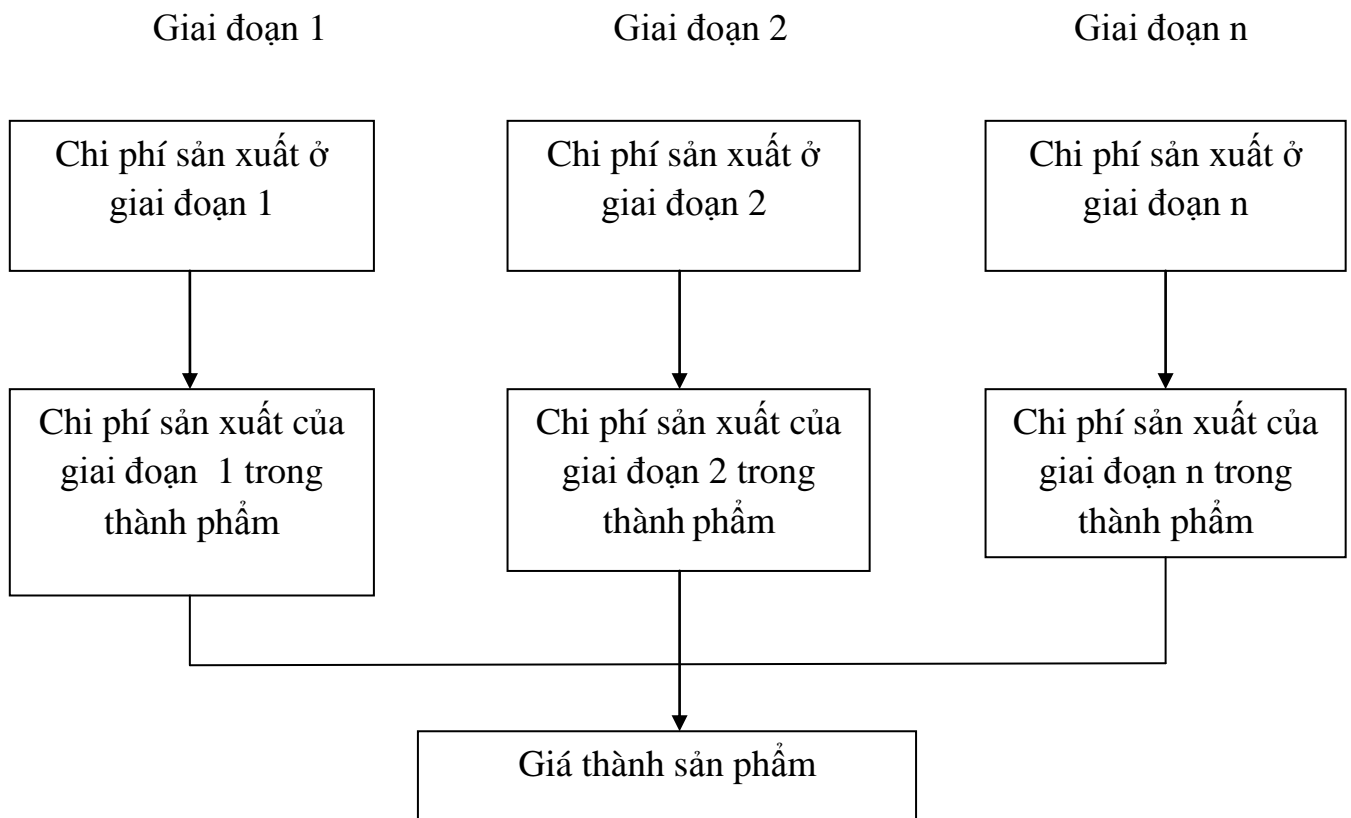 Giai đoạn 1
Giai đoạn 2
Giai đoạn n
Chi phí sản xuất ở
giai đoạn 1
Chi phí sản xuất ở
giai đoạn 2
Chi phí sản xuất ở
giai đoạn n
Chi phí sản xuất của
giai đoạn  1 trong
thành phẩm
Chi phí sản xuất của
giai đoạn 2 trong
thành phẩm
Chi phí sản xuất của
giai đoạn n trong
thành phẩm
Giá thành sản phẩm